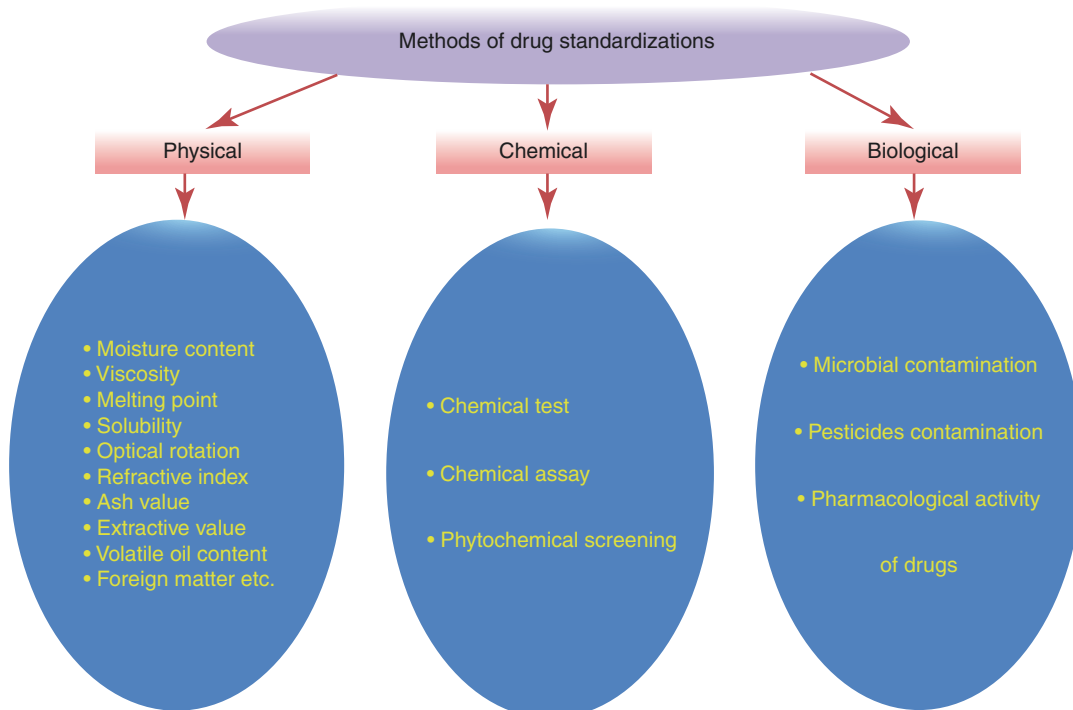 Methods of drug standardizations
Physical
Chemical
Biological
• Moisture content
• Viscosity
• Melting point
• Solubility
• Optical rotation
• Refractive index
• Ash value
• Extractive value
• Volatile oil content
• Foreign matter etc.
• Chemical test
• Chemical assay
• Phytochemical screening
• Microbial contamination
• Pesticides contamination
• Pharmacological activity
of drugs